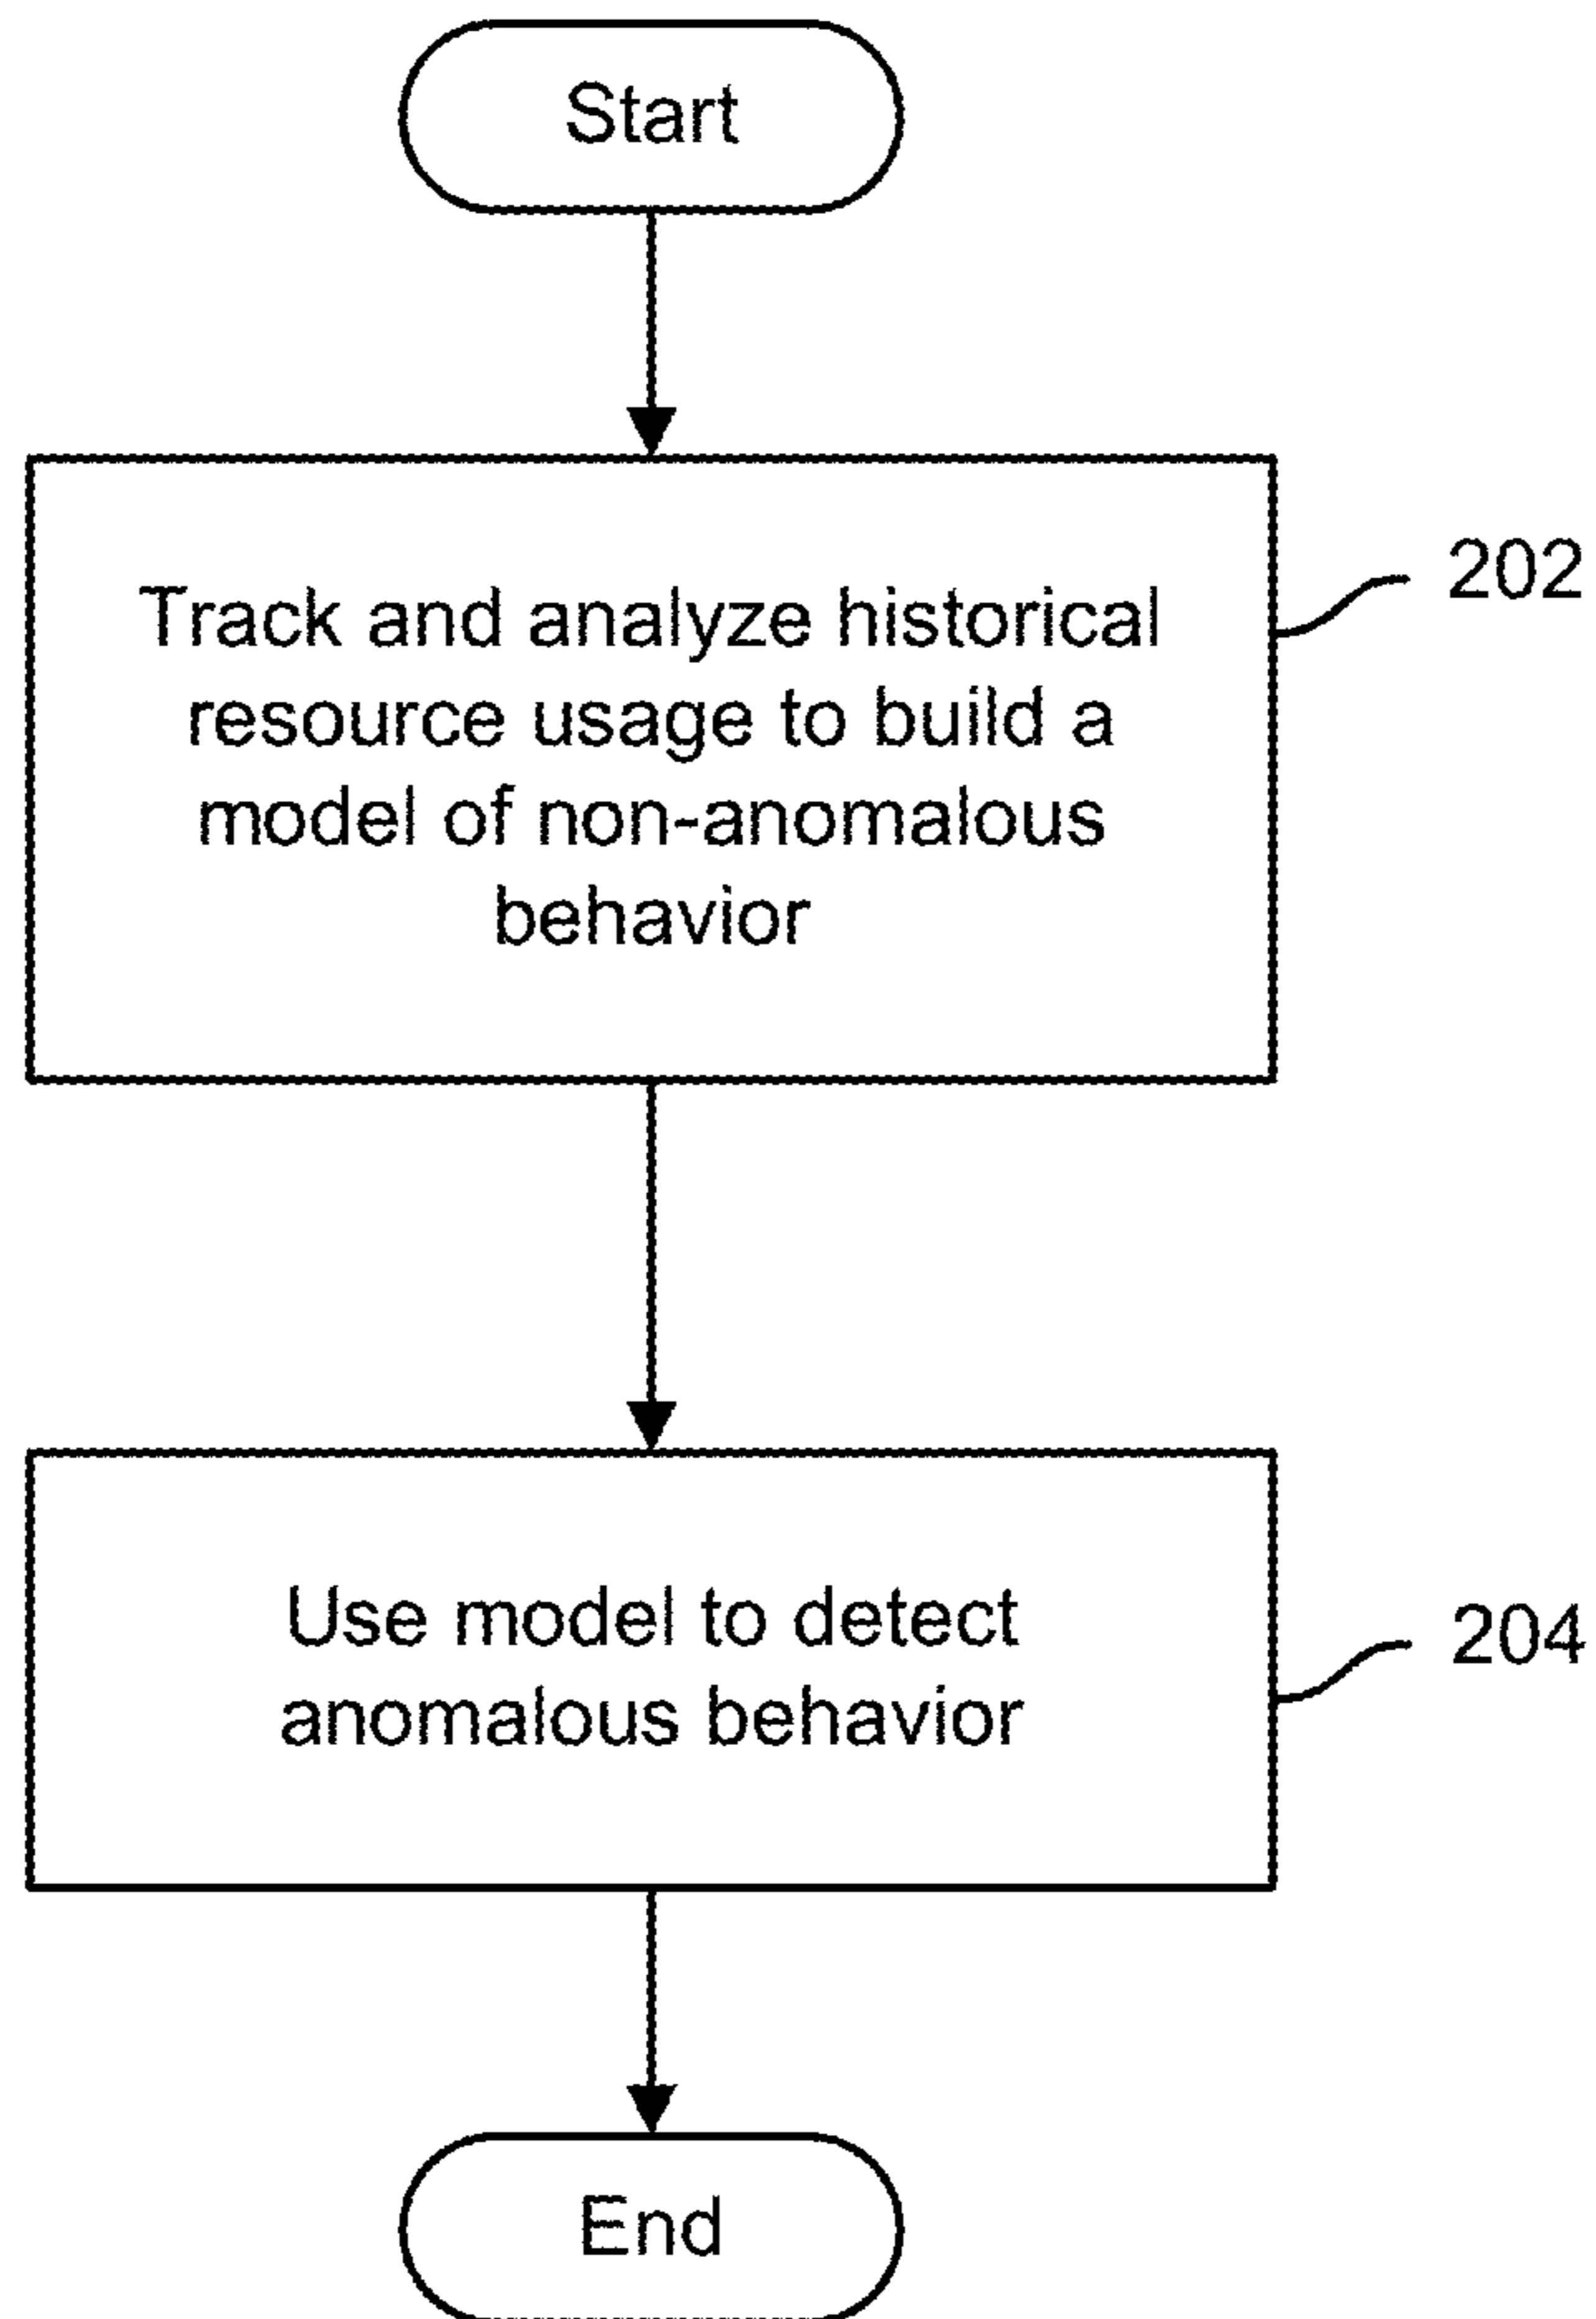 Start
Track and analyze historical
resource usage to build a
model of non-anomalous
behavior
202
Use model to detect
anomalous behavior
204
End